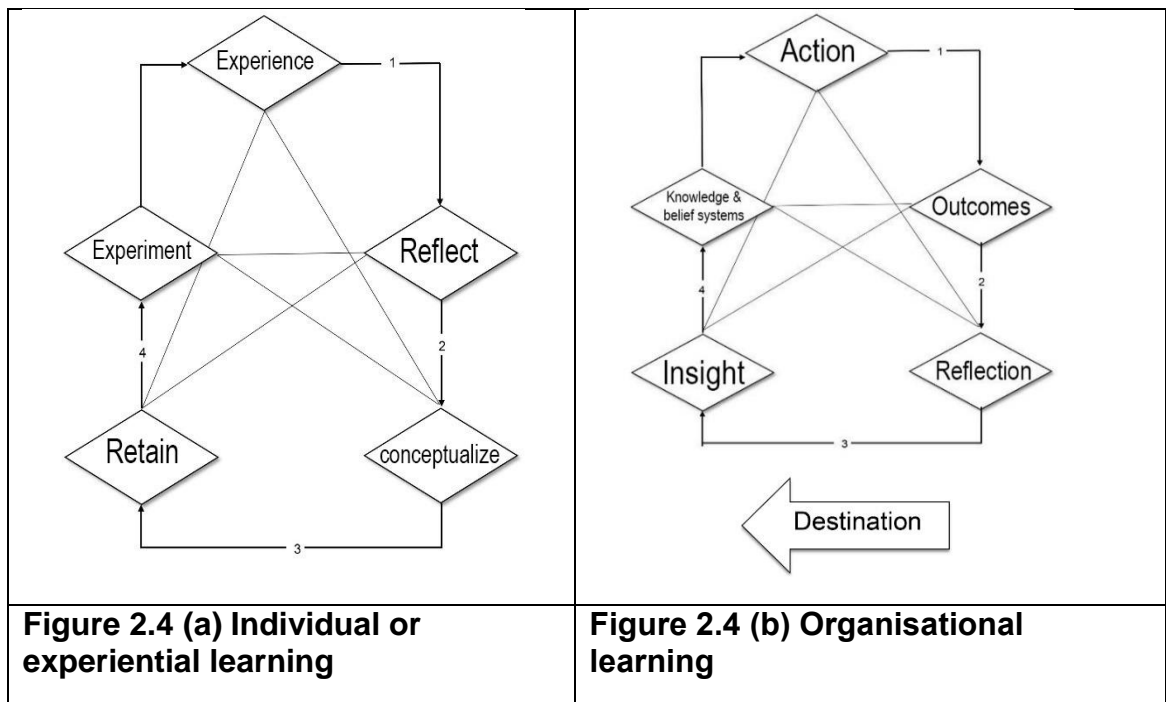 Experience
1
Experiment
Reflect
4
2
Retain
conceptualize
3
Figure 2.4 (a) Individual or
experiential learning
Action
1
Knowledge &
belief systems
Outcomes
4
2
Insight
Reflection
3
Destination
Figure 2.4 (b) Organisational
learning